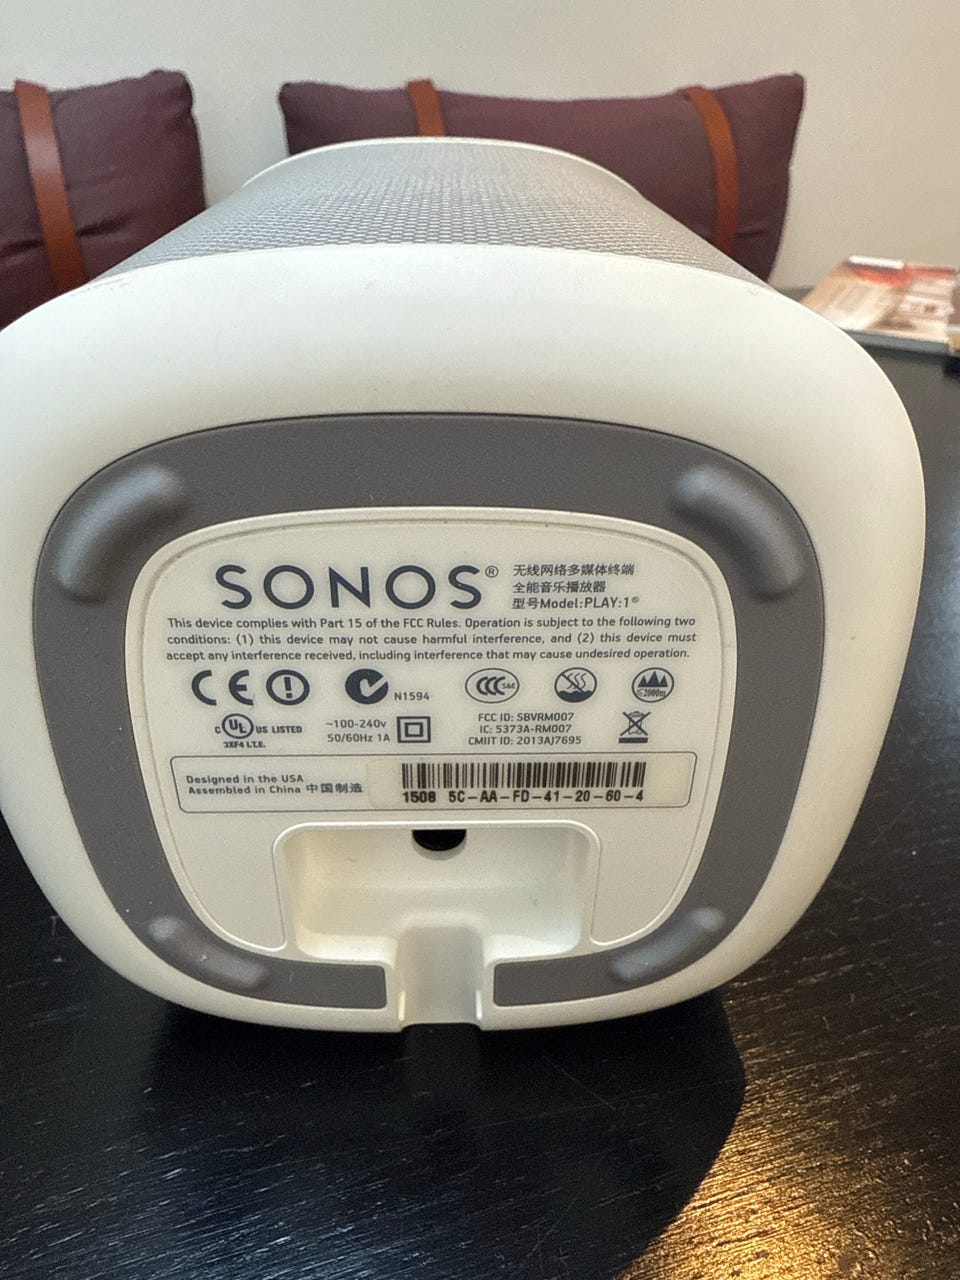 SONOS®
无线网络多媒体终端
全能音乐播放器
型号Model:PLAY:1®
This device complies with Part 15 of the FCC Rules. Operation is subject to the following two
conditions: (1) this device may not cause harmful interference, and (2) this device must
accept any interference received, including interference that may cause undesired operation.
CE
N1594
CCC S&E
≤2000m
C UL US LISTED
3XF4 I.T.E.
~100-240v
50/60Hz 1A
FCC ID: SBVRM007
IC: 5373A-RM007
CMIIT ID: 2013AJ7695
Designed in the USA
Assembled in China 中国制造
1506 5C-AA-FD-41-20-60-4